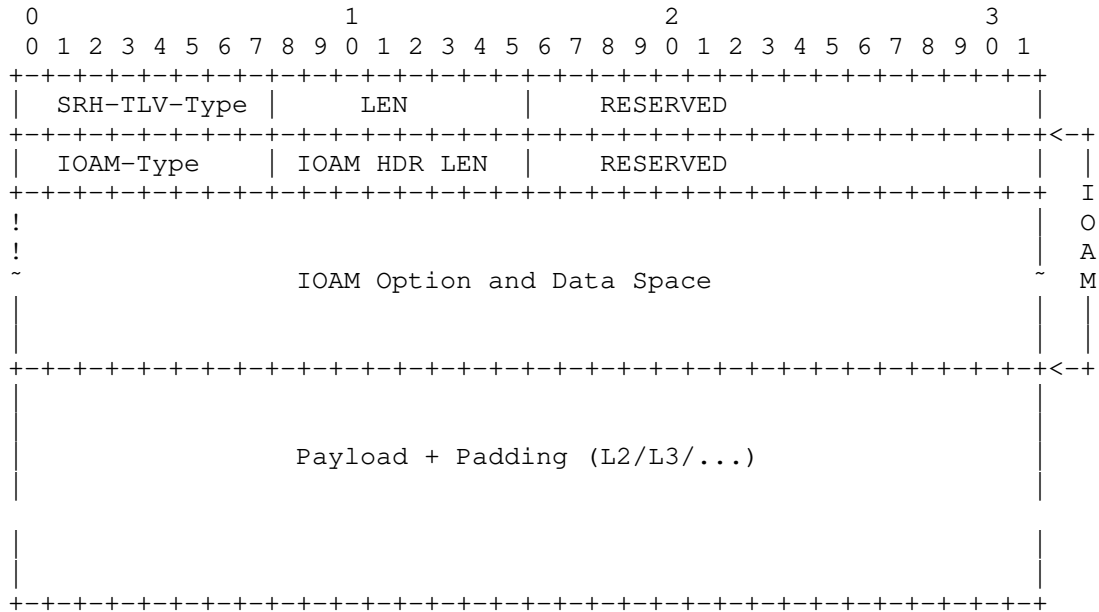 0                   1                   2                   3
 0 1 2 3 4 5 6 7 8 9 0 1 2 3 4 5 6 7 8 9 0 1 2 3 4 5 6 7 8 9 0 1
+-+-+-+-+-+-+-+-+-+-+-+-+-+-+-+-+-+-+-+-+-+-+-+-+-+-+-+-+-+-+-+-+
|  SRH-TLV-Type |     LEN       |    RESERVED                   |
+-+-+-+-+-+-+-+-+-+-+-+-+-+-+-+-+-+-+-+-+-+-+-+-+-+-+-+-+-+-+-+-+<-+
|  IOAM-Type    | IOAM HDR LEN  |    RESERVED                   |  |
+-+-+-+-+-+-+-+-+-+-+-+-+-+-+-+-+-+-+-+-+-+-+-+-+-+-+-+-+-+-+-+-+  I
!                                                               |  O
!                                                               |  A
~                 IOAM Option and Data Space                    ~  M
|                                                               |  |
|                                                               |  |
+-+-+-+-+-+-+-+-+-+-+-+-+-+-+-+-+-+-+-+-+-+-+-+-+-+-+-+-+-+-+-+-+<-+
|                                                               |
|                                                               |
|                 Payload + Padding (L2/L3/...)                 |
|                                                               |
|                                                               |
|                                                               |
+-+-+-+-+-+-+-+-+-+-+-+-+-+-+-+-+-+-+-+-+-+-+-+-+-+-+-+-+-+-+-+-+